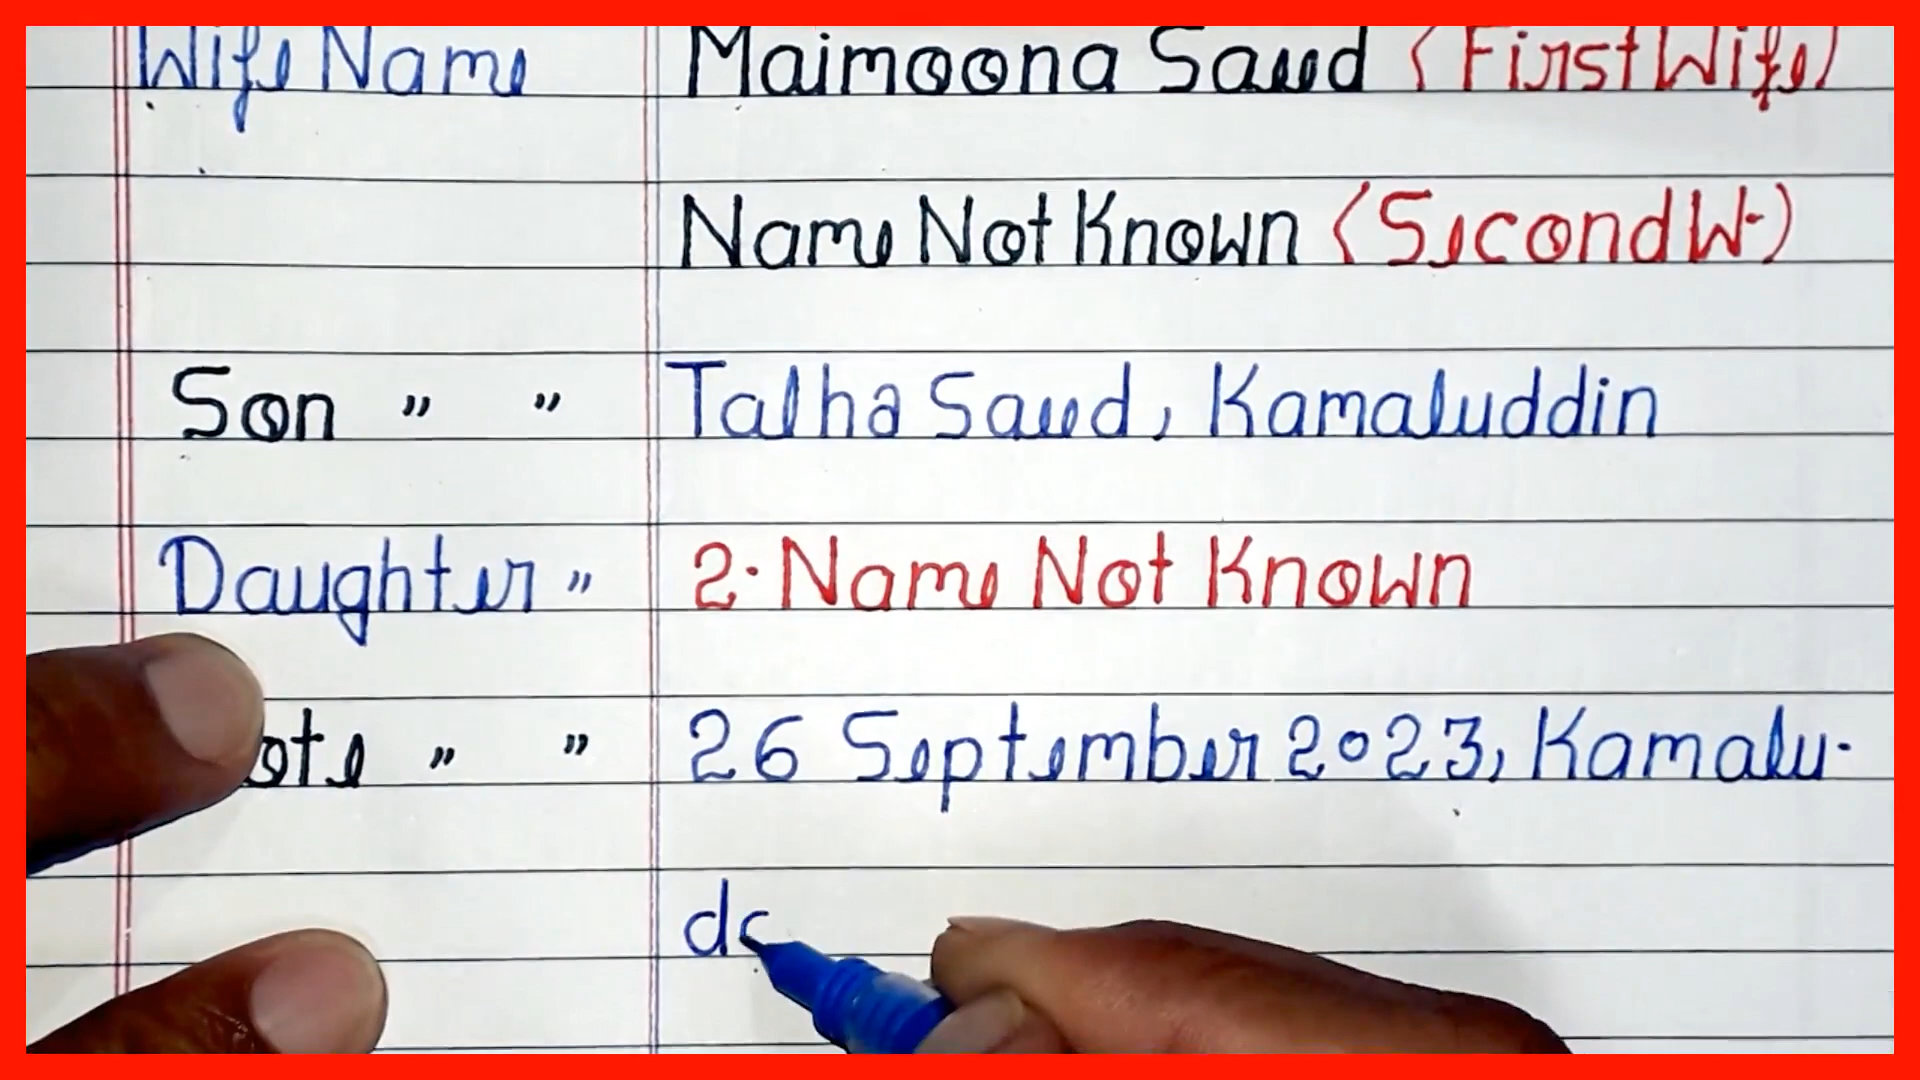 Wife Name Maimoona Saud (First Wife)
Name Not Known (Second W.)
Son " " Talha Saud, Kamaluddin
Daughter " 2. Name Not Known
ote " " 26 September 2023, Kamalu-
d